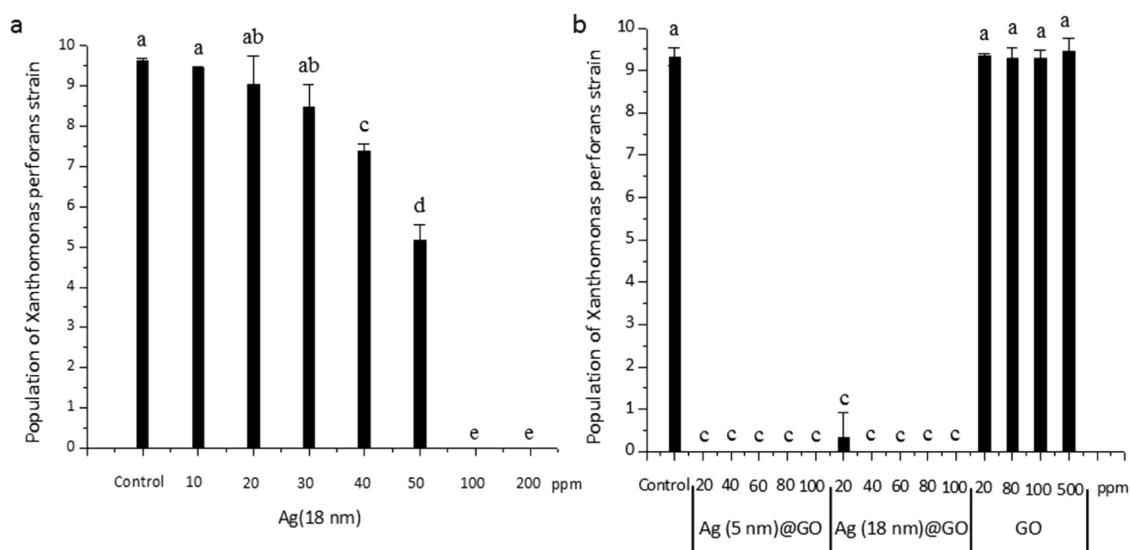 a
Population of Xanthomonas perforans strain
10
9
8
7
6
5
4
3
2
1
0
a a ab ab c d e e
Control 10 20 30 40 50 100 200 ppm
Ag(18 nm)
b
Population of Xanthomonas perforans strain
10
9
8
7
6
5
4
3
2
1
0
a c c c c c c c c c c a a a a
Control 20 40 60 80 100 20 40 60 80 100 20 80 100 500 ppm
Ag (5 nm)@GO Ag (18 nm)@GO GO